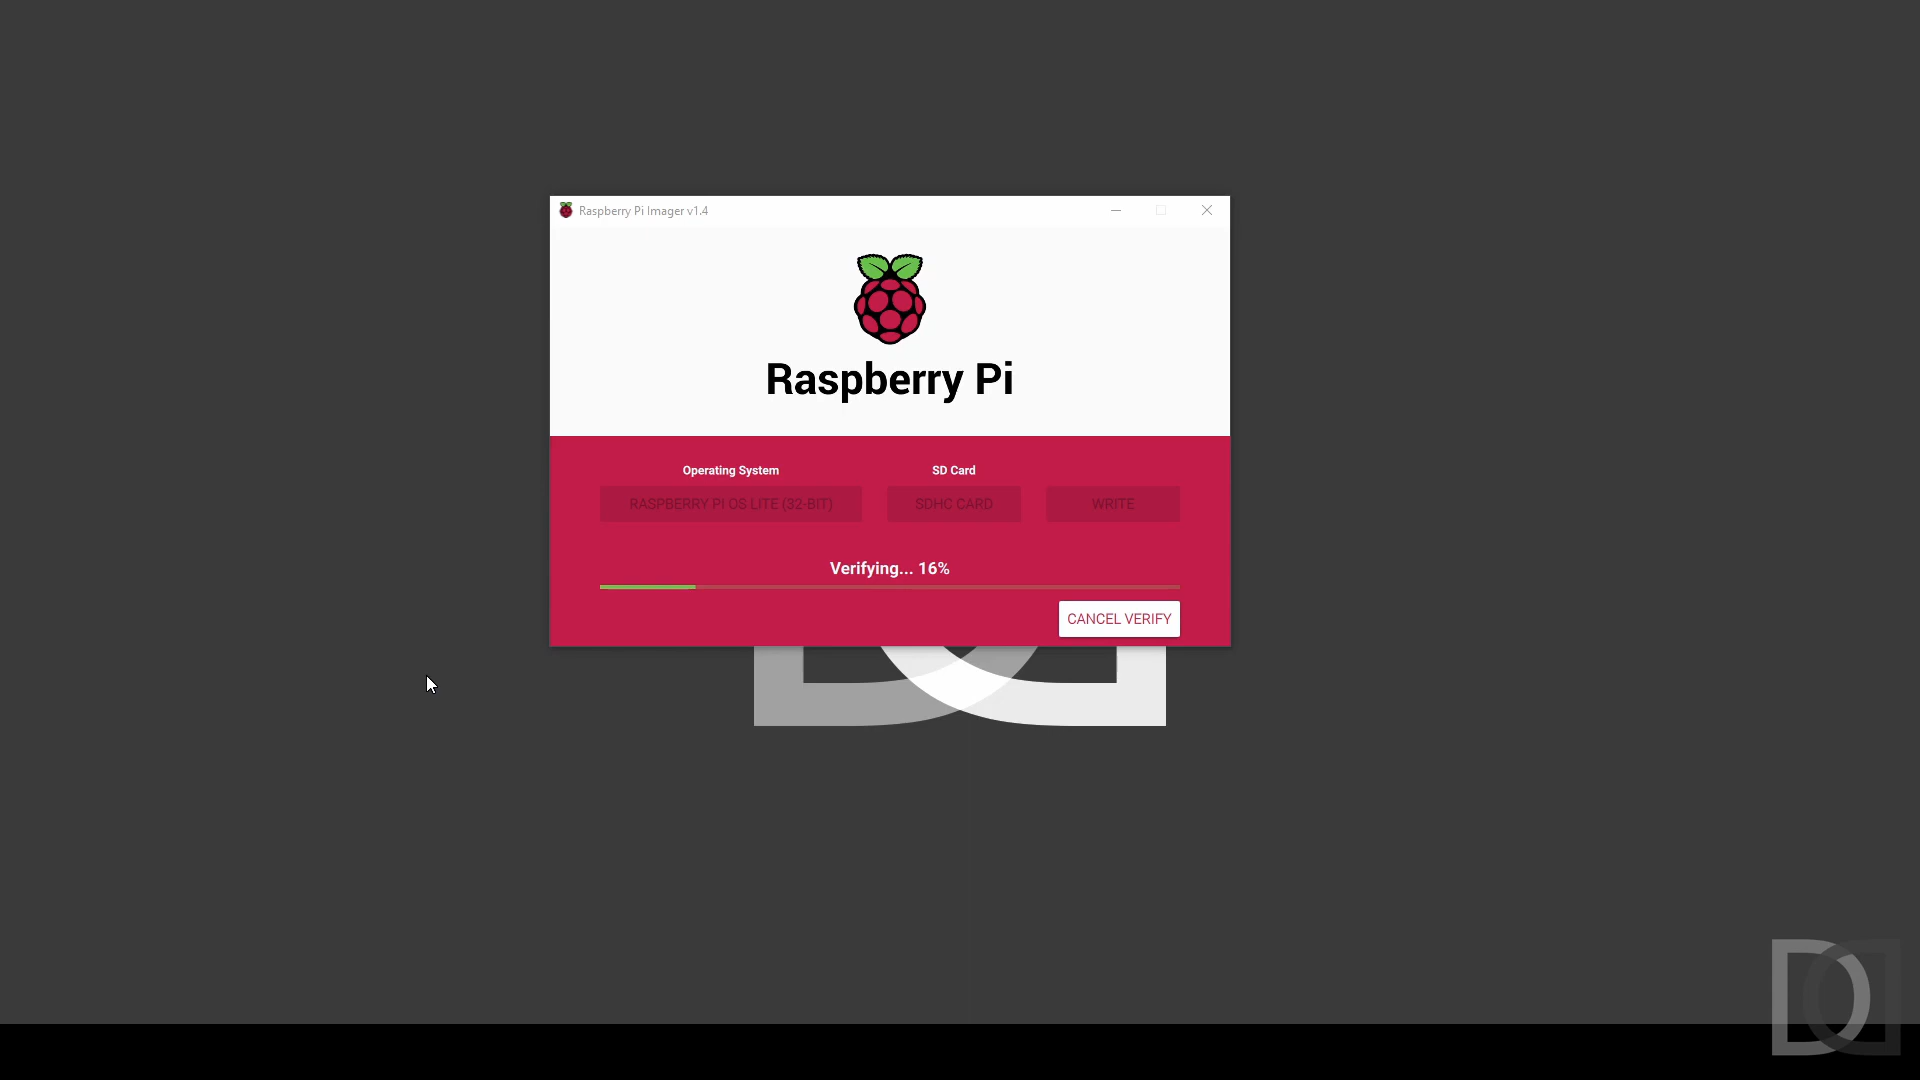 Raspberry Pi Imager v1.4
Raspberry Pi
Operating System
SD Card
RASPBERRY PI OS LITE (32-BIT)
SDHC CARD
WRITE
Verifying... 16%
CANCEL VERIFY